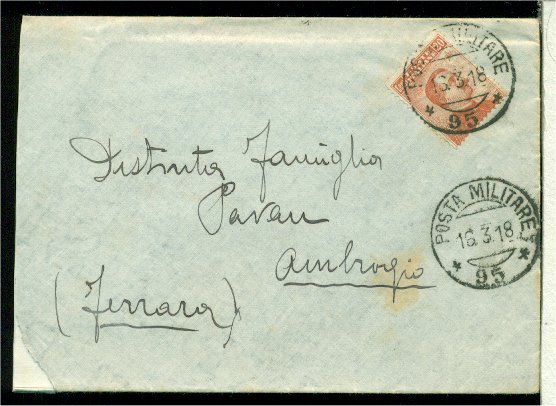 POSTA MILITARE
16.3.18
* 95 *
Distinta Famiglia
Pavan
Ambrogio
(Ferrara)
POSTA MILITARE
16.3.18
* 95 *